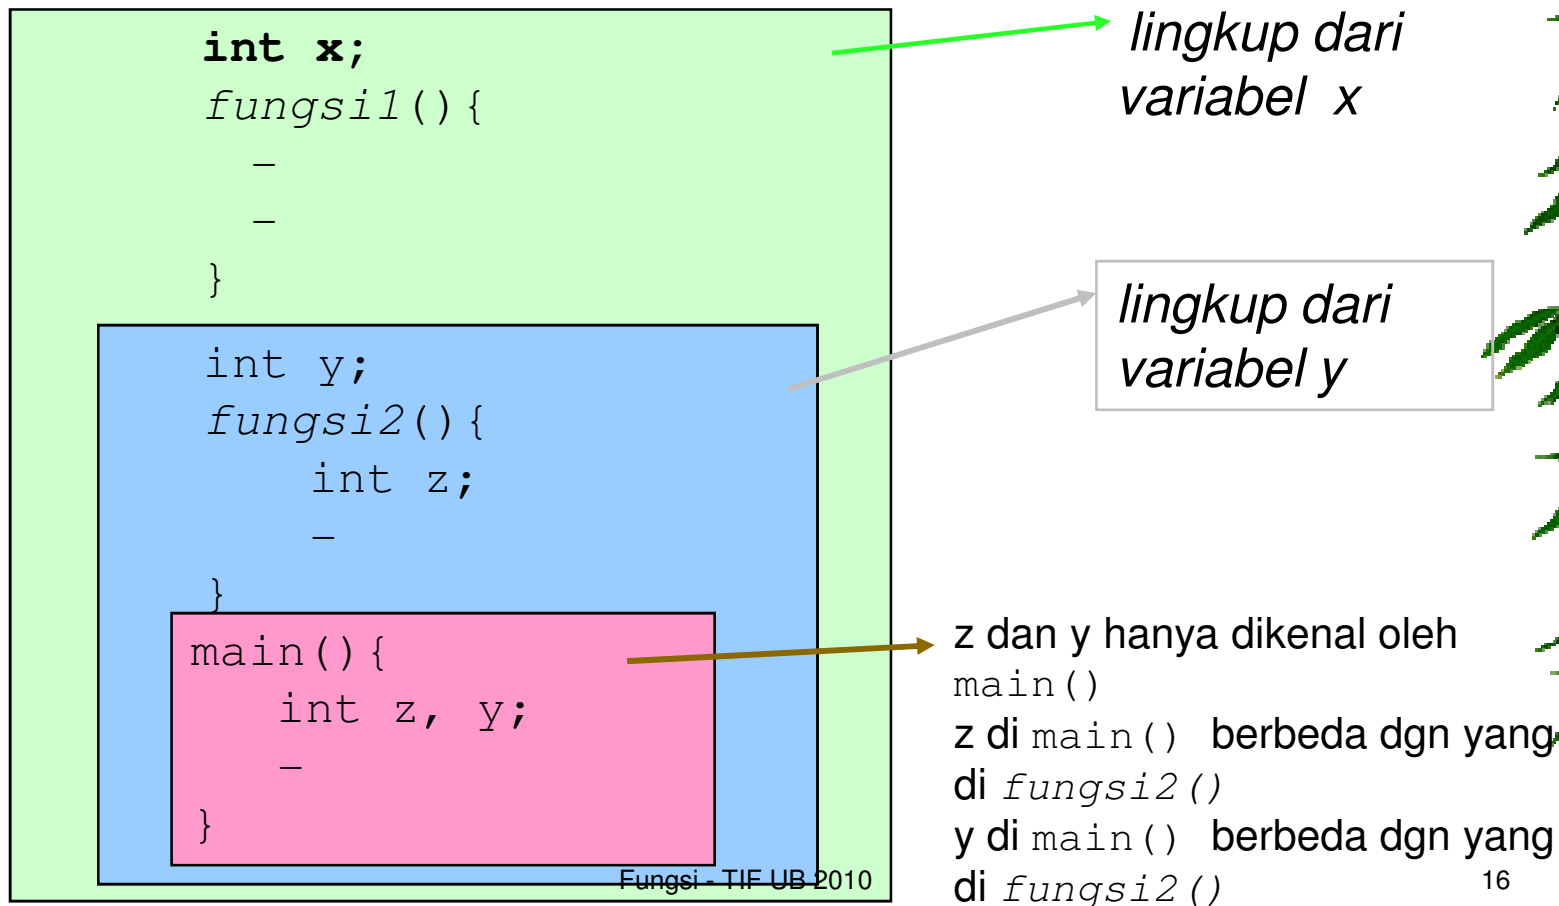 int x;
fungsi1(){
–
–
}
int y;
fungsi2(){
int z;
–
}
main(){
int z, y;
–
}
lingkup dari
variabel x
lingkup dari
variabel y
z dan y hanya dikenal oleh
main()
z di main() berbeda dgn yang
di fungsi2()
y di main() berbeda dgn yang
di fungsi2()
Fungsi - TIF UB 2010
16